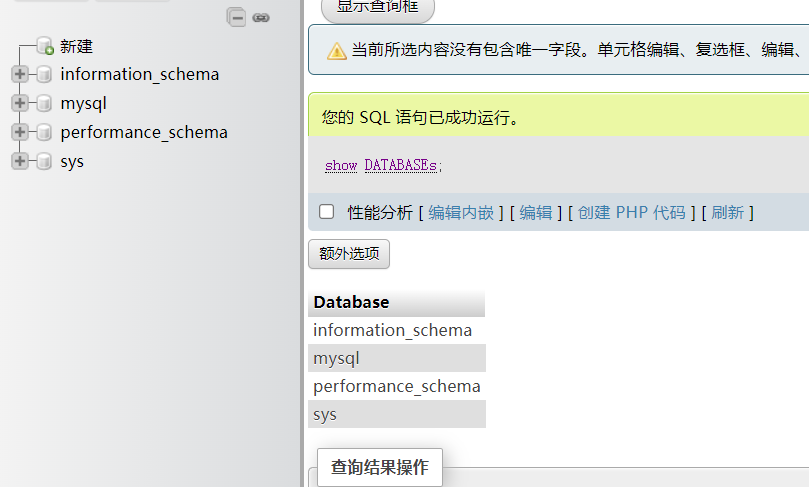 新建
information_schema
mysql
performance_schema
sys
显示查询框
当前所选内容没有包含唯一字段。单元格编辑、复选框、编辑、
您的 SQL 语句已成功运行。
show DATABASEs;
性能分析 [ 编辑内嵌 ] [ 编辑 ] [ 创建 PHP 代码 ] [ 刷新 ]
额外选项
Database
information_schema
mysql
performance_schema
sys
查询结果操作